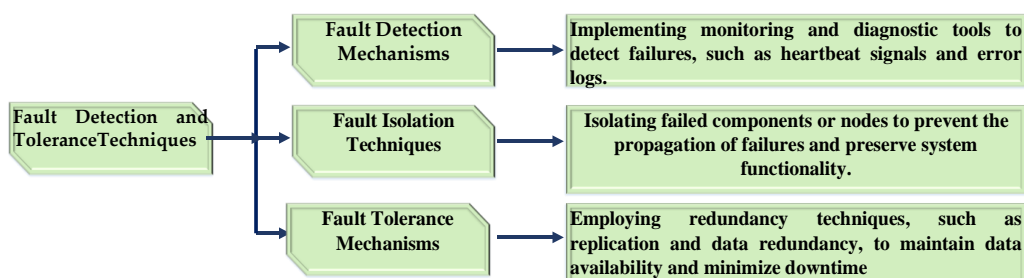 Fault Detection and
ToleranceTechniques
Fault Detection
Mechanisms
Implementing monitoring and diagnostic tools to
detect failures, such as heartbeat signals and error
logs.
Fault Isolation
Techniques
Isolating failed components or nodes to prevent the
propagation of failures and preserve system
functionality.
Fault Tolerance
Mechanisms
Employing redundancy techniques, such as
replication and data redundancy, to maintain data
availability and minimize downtime